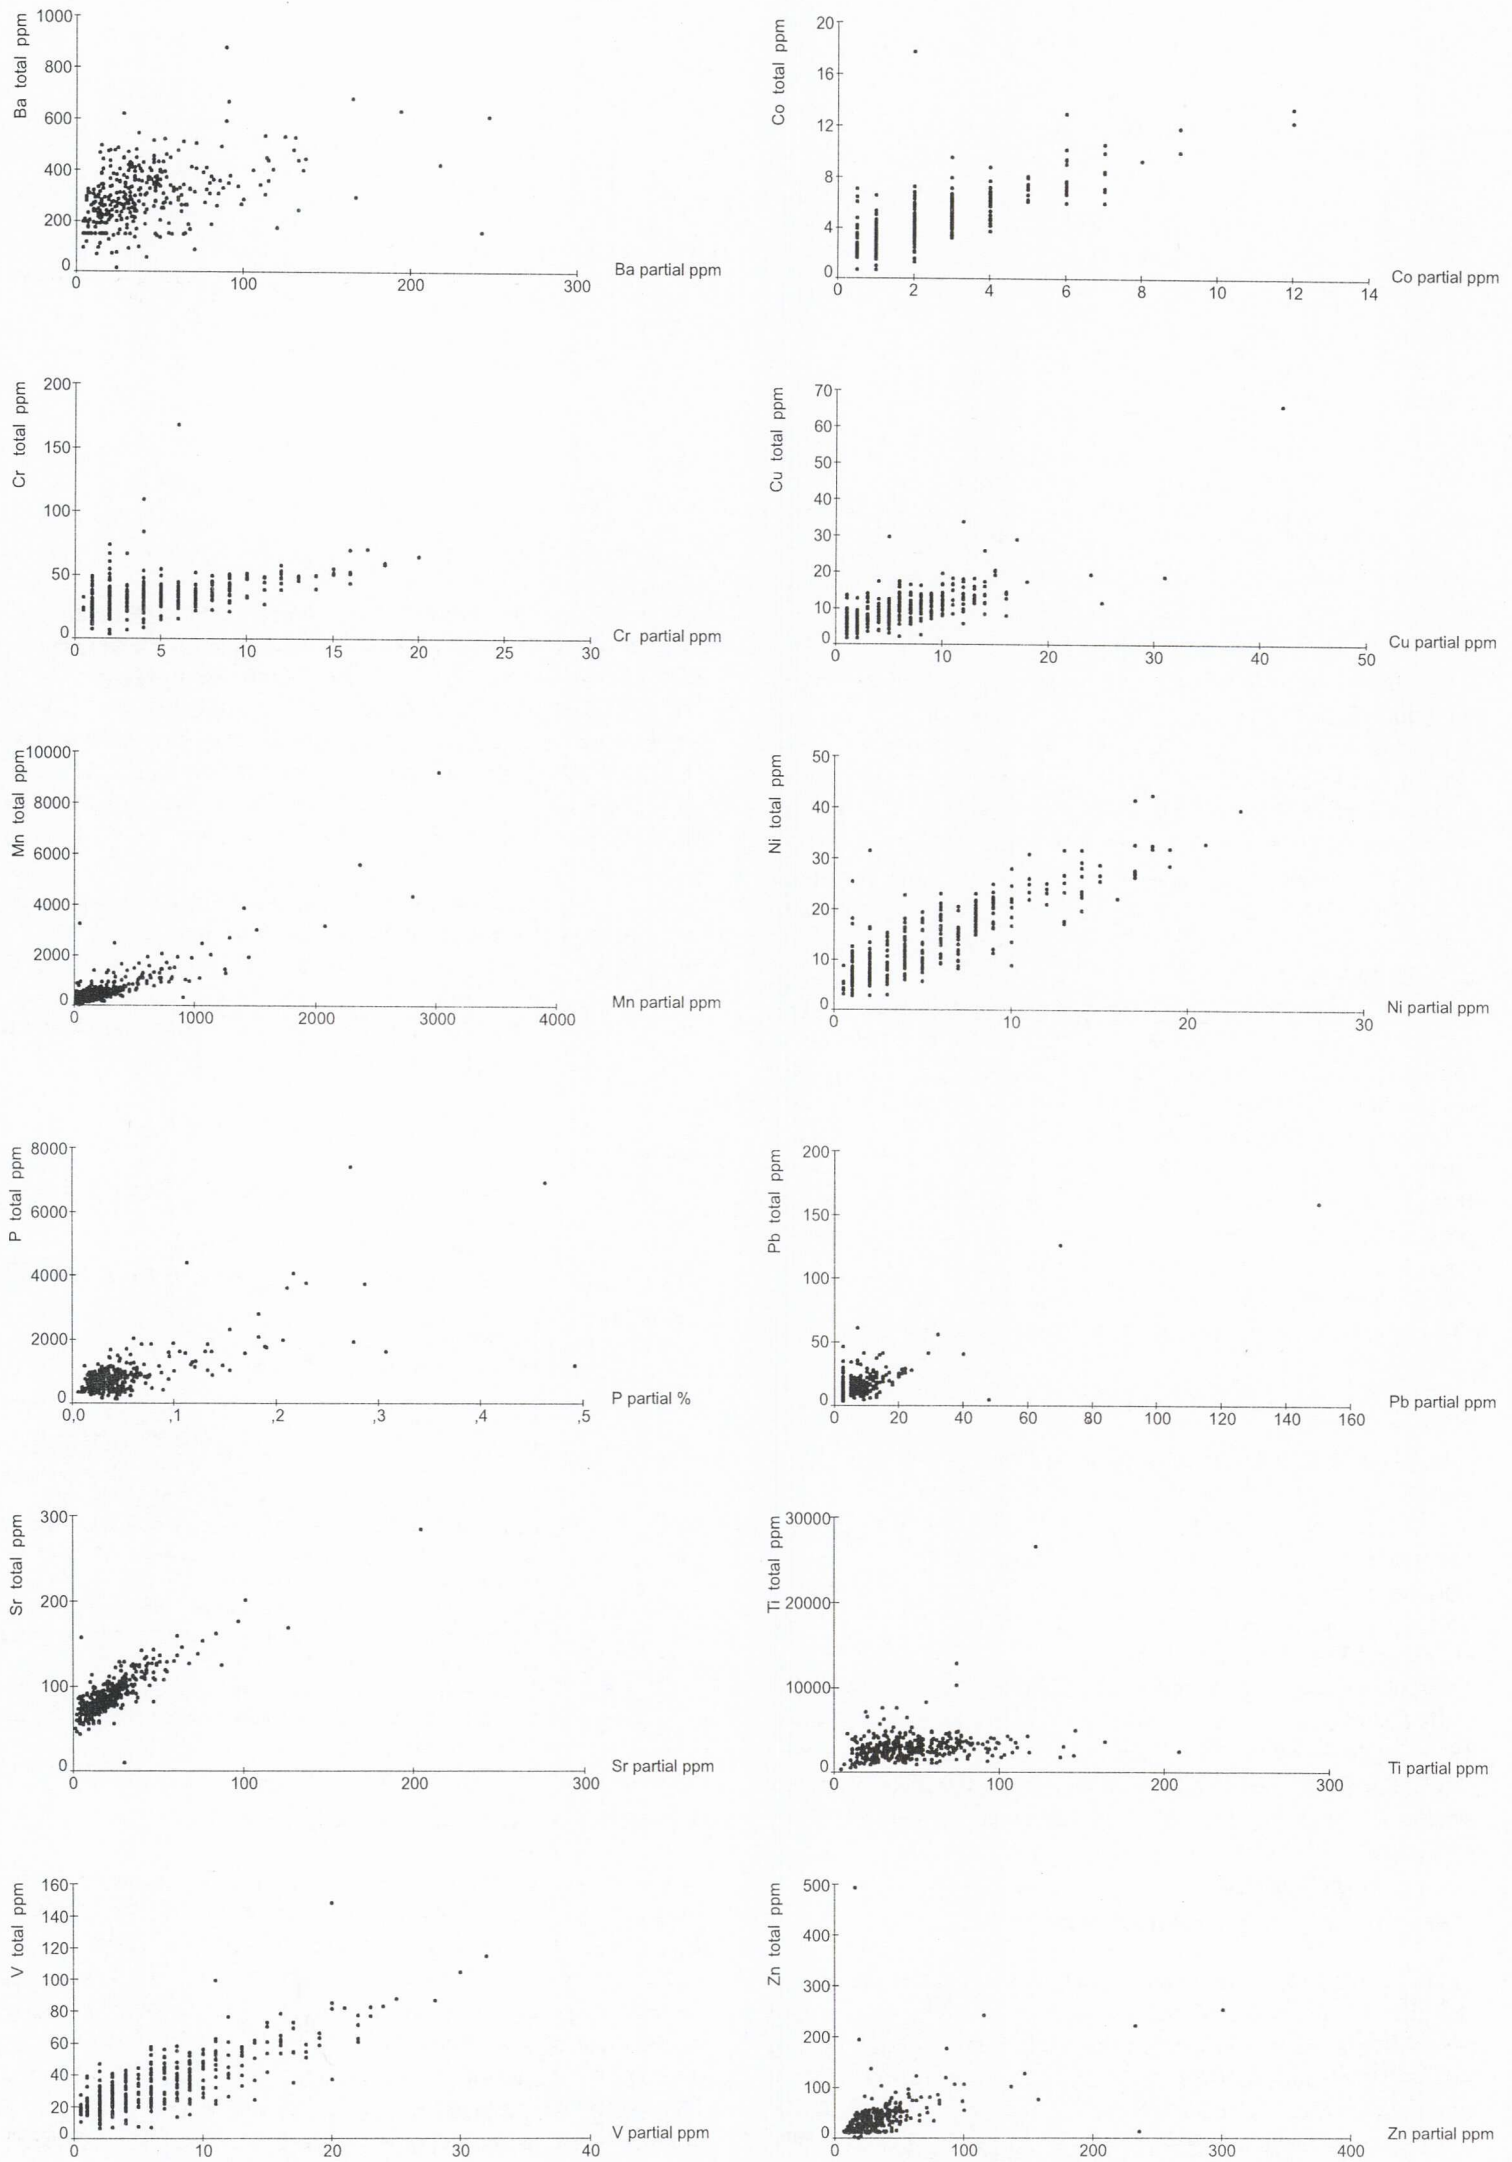 Ba total ppm
1000
800
600
400
200
0
0 100 200 300
Ba partial ppm
Co total ppm
20
16
12
8
4
0
0 2 4 6 8 10 12 14
Co partial ppm
Cr total ppm
200
150
100
50
0
0 5 10 15 20 25 30
Cr partial ppm
Cu total ppm
70
60
50
40
30
20
10
0
0 10 20 30 40 50
Cu partial ppm
Mn total ppm
10000
8000
6000
4000
2000
0
0 1000 2000 3000 4000
Mn partial ppm
Ni total ppm
50
40
30
20
10
0
0 10 20 30
Ni partial ppm
P total ppm
8000
6000
4000
2000
0
0,0 ,1 ,2 ,3 ,4 ,5
P partial %
Pb total ppm
200
150
100
50
0
0 20 40 60 80 100 120 140 160
Pb partial ppm
Sr total ppm
300
200
100
0
0 100 200 300
Sr partial ppm
Ti total ppm
30000
20000
10000
0
0 100 200 300
Ti partial ppm
V total ppm
160
140
120
100
80
60
40
20
0
0 10 20 30 40
V partial ppm
Zn total ppm
500
400
300
200
100
0
0 100 200 300 400
Zn partial ppm